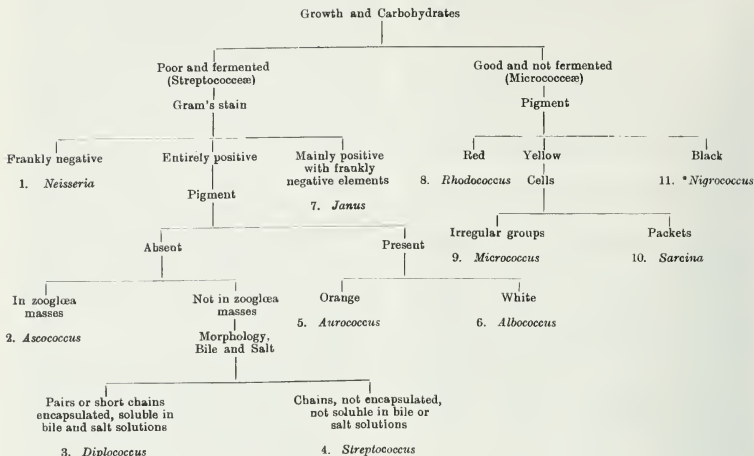 Growth and Carbohydrates
Poor and fermented
(Streptococceæ)
Good and not fermented
(Micrococceæ)
Gram's stain
Pigment
Frankly negative
1. Neisseria
Entirely positive
Pigment
Mainly positive
with frankly
negative elements
7. Janus
Red
8. Rhodococcus
Yellow
Cells
Black
11. *Nigrococcus
Absent
Present
Irregular groups
9. Micrococcus
Packets
10. Sarcina
In zooglœa
masses
2. Ascococcus
Not in zooglœa
masses
Morphology,
Bile and Salt
Orange
5. Aurococcus
White
6. Albococcus
Pairs or short chains
encapsulated, soluble in
bile and salt solutions
3. Diplococcus
Chains, not encapsulated,
not soluble in bile or
salt solutions
4. Streptococcus